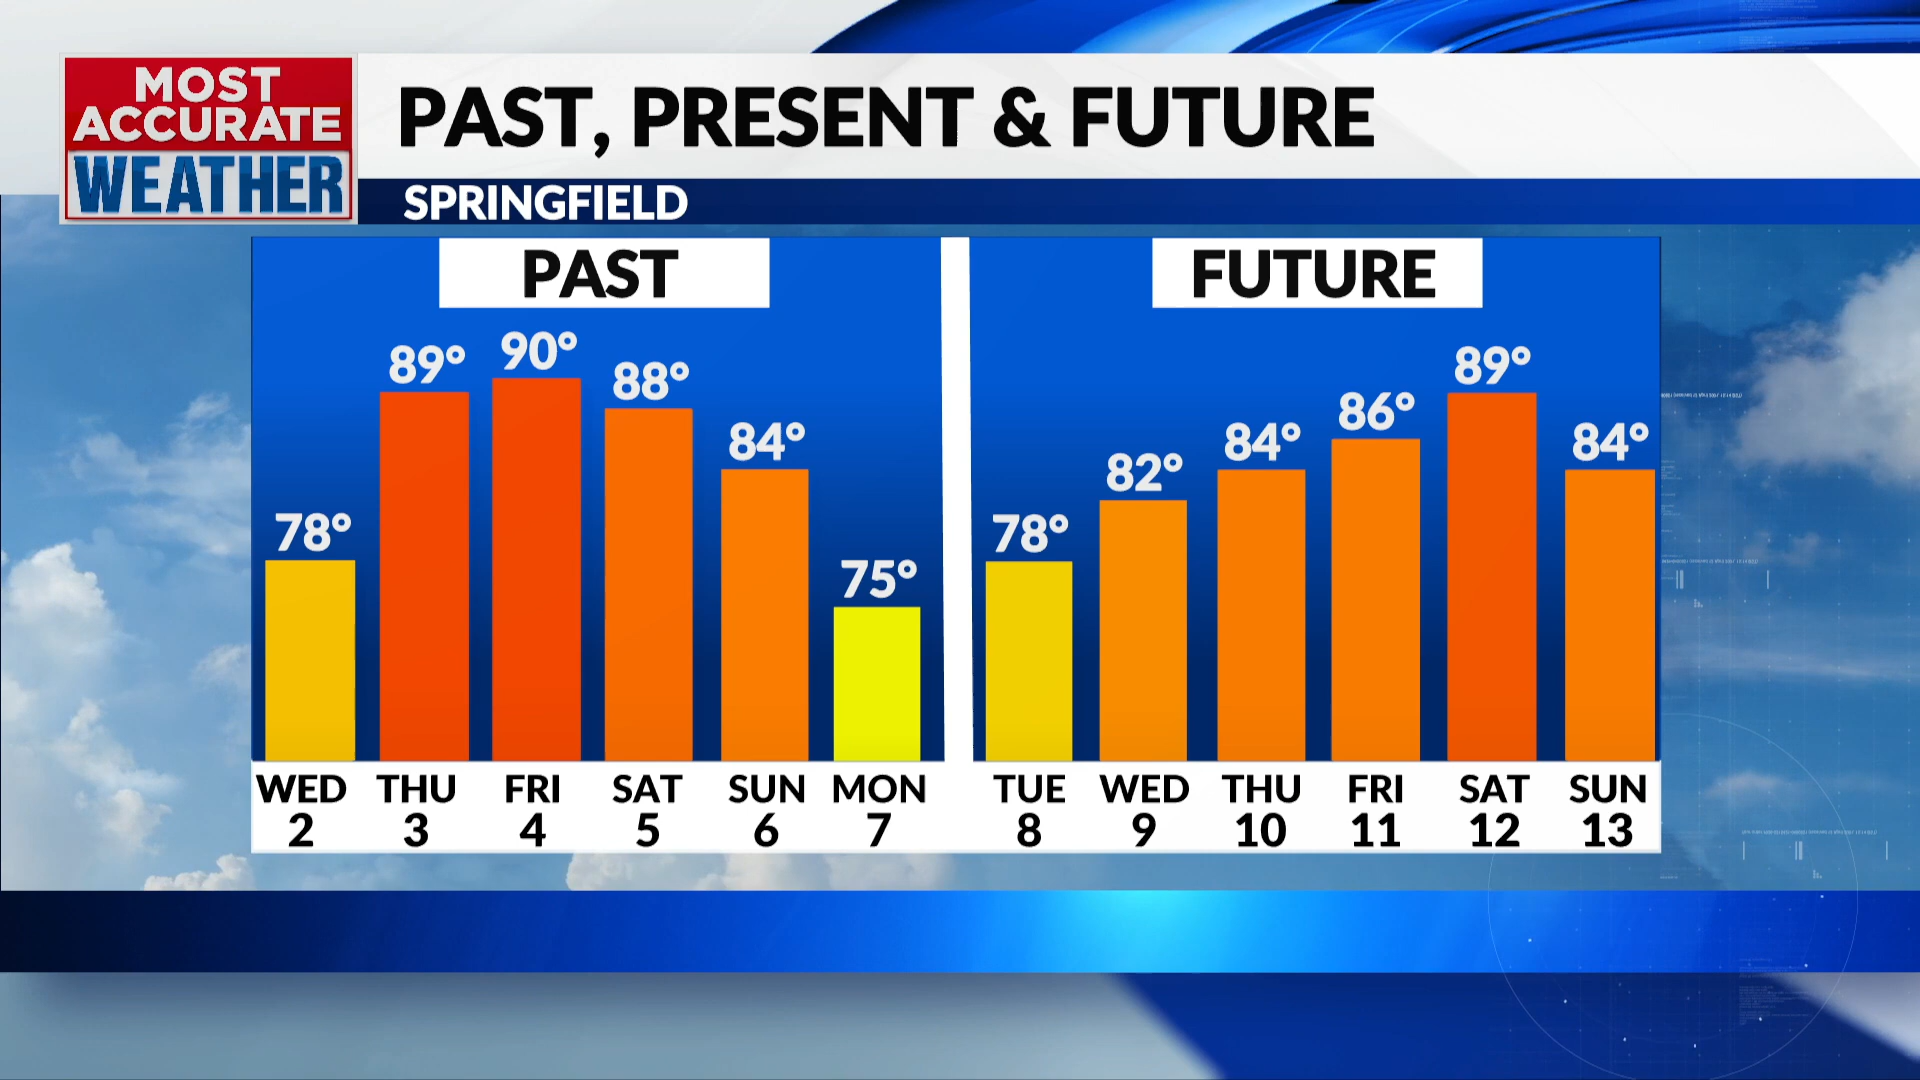 MOST
ACCURATE
WEATHER
PAST, PRESENT & FUTURE
SPRINGFIELD
PAST
78° 89° 90° 88° 84° 75°
WED THU FRI SAT SUN MON
2 3 4 5 6 7
FUTURE
78° 82° 84° 86° 89° 84°
TUE WED THU FRI SAT SUN
8 9 10 11 12 13